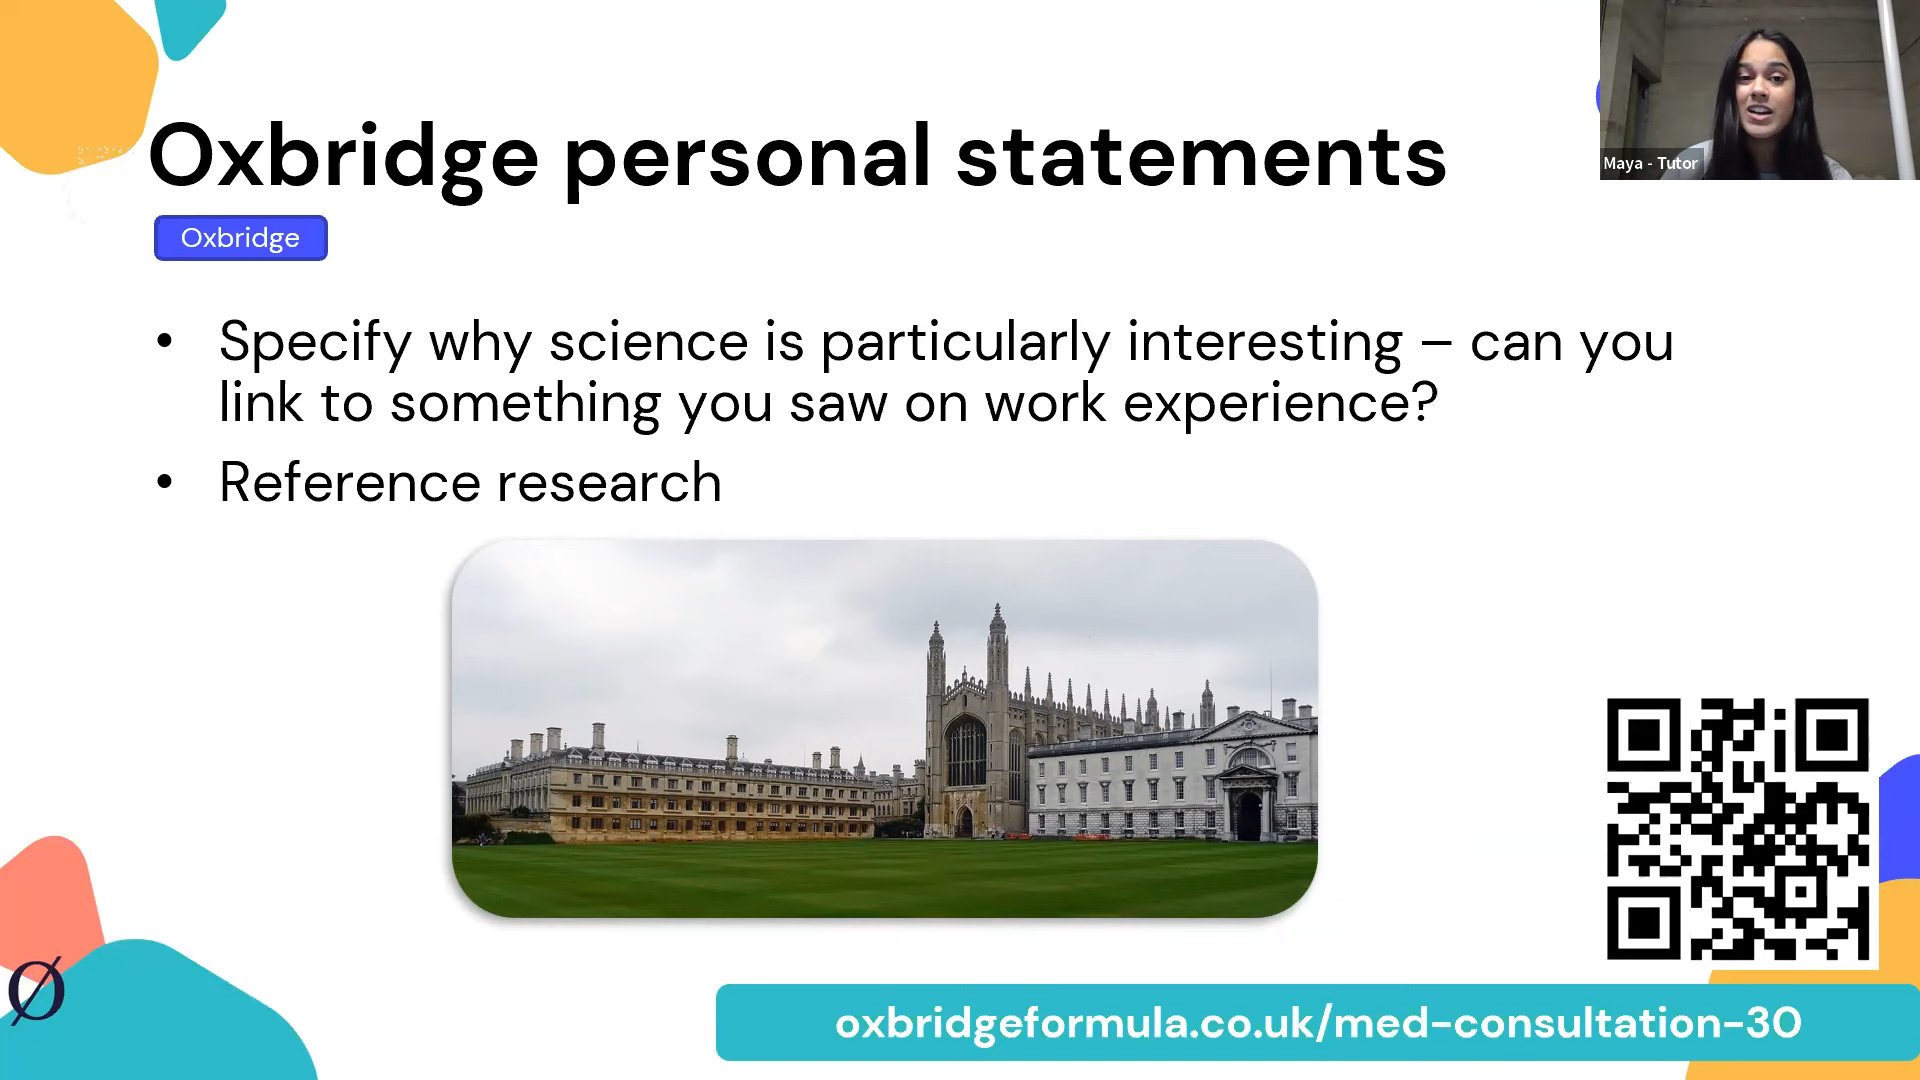 Oxbridge personal statements
Maya - Tutor
Oxbridge
• Specify why science is particularly interesting – can you
link to something you saw on work experience?
• Reference research
Ø
oxbridgeformula.co.uk/med-consultation-30